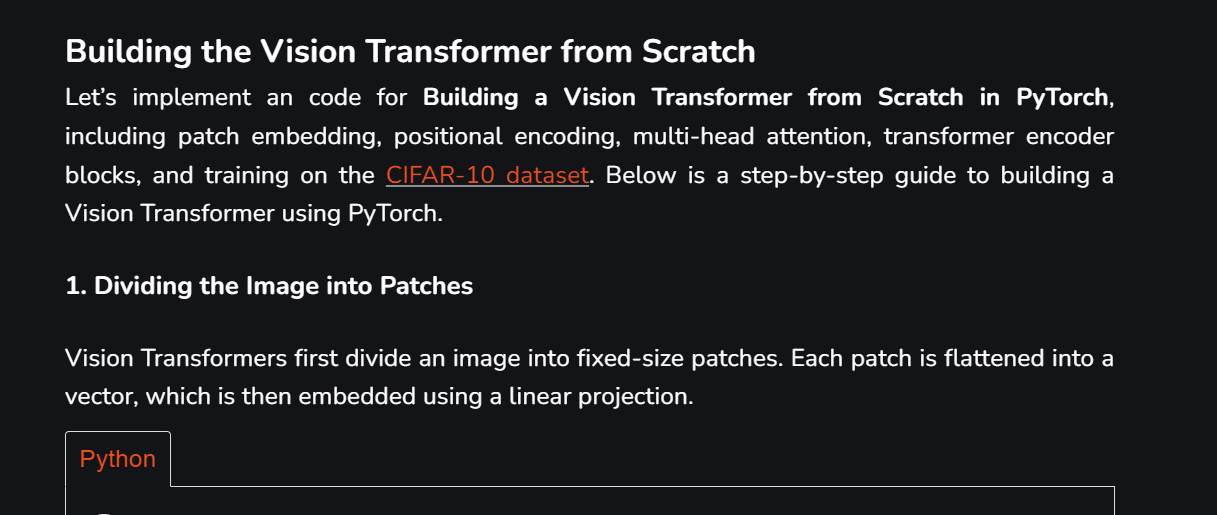 Building the Vision Transformer from Scratch
Let’s implement an code for Building a Vision Transformer from Scratch in PyTorch,
including patch embedding, positional encoding, multi-head attention, transformer encoder
blocks, and training on the CIFAR-10 dataset. Below is a step-by-step guide to building a
Vision Transformer using PyTorch.
1. Dividing the Image into Patches
Vision Transformers first divide an image into fixed-size patches. Each patch is flattened into a
vector, which is then embedded using a linear projection.
Python